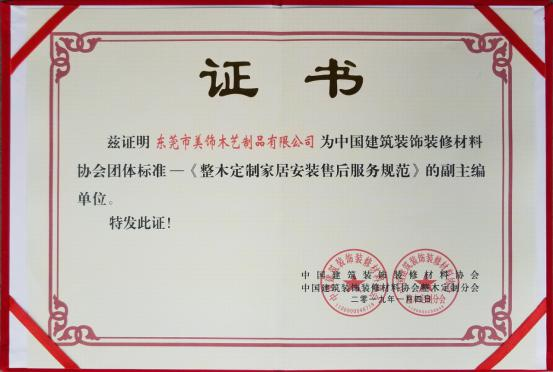 证书
兹证明 东莞市美饰木艺制品有限公司 为中国建筑装饰装修材料
协会团体标准—《整木定制家居安装售后服务规范》的副主编
单位。
特发此证！
中国建筑装饰装修材料协会
中国建筑装饰装修材料协会整木定制分会
二零一九年一月四日